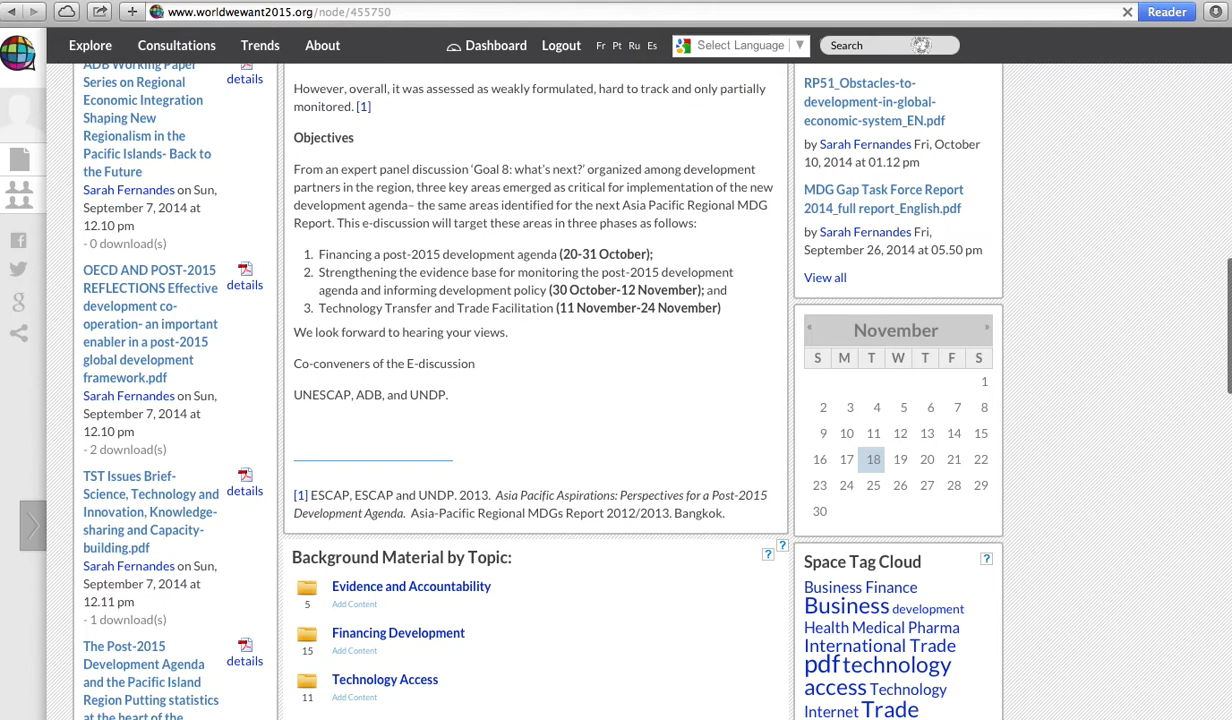 www.worldwewant2015.org/node/455750
Reader
Explore Consultations Trends About
Dashboard Logout Fr Pt Ru Es Select Language ▼ Search
ADB Working Paper
Series on Regional
Economic Integration
Shaping New
Regionalism in the
Pacific Islands- Back to
the Future
details
Sarah Fernandes on Sun,
September 7, 2014 at
12.10 pm
- 0 download(s)
OECD AND POST-2015
REFLECTIONS Effective
development co-
operation- an important
enabler in a post-2015
global development
framework.pdf
details
Sarah Fernandes on Sun,
September 7, 2014 at
12.10 pm
- 2 download(s)
TST Issues Brief-
Science, Technology and
Innovation, Knowledge-
sharing and Capacity-
building.pdf
details
Sarah Fernandes on Sun,
September 7, 2014 at
12.11 pm
- 1 download(s)
The Post-2015
Development Agenda
and the Pacific Island
Region Putting statistics
at the heart of the
details
However, overall, it was assessed as weakly formulated, hard to track and only partially
monitored. [1]
Objectives
From an expert panel discussion ‘Goal 8: what’s next?’ organized among development
partners in the region, three key areas emerged as critical for implementation of the new
development agenda– the same areas identified for the next Asia Pacific Regional MDG
Report. This e-discussion will target these areas in three phases as follows:
1. Financing a post-2015 development agenda (20-31 October);
2. Strengthening the evidence base for monitoring the post-2015 development
agenda and informing development policy (30 October-12 November); and
3. Technology Transfer and Trade Facilitation (11 November-24 November)
We look forward to hearing your views.
Co-conveners of the E-discussion
UNESCAP, ADB, and UNDP.
[1] ESCAP, ESCAP and UNDP. 2013. Asia Pacific Aspirations: Perspectives for a Post-2015
Development Agenda. Asia-Pacific Regional MDGs Report 2012/2013. Bangkok.
Background Material by Topic:
? ?
Evidence and Accountability
5 Add Content
Financing Development
15 Add Content
Technology Access
11 Add Content
RP51_Obstacles-to-
development-in-global-
economic-system_EN.pdf
by Sarah Fernandes Fri, October
10, 2014 at 01.12 pm
MDG Gap Task Force Report
2014_full report_English.pdf
by Sarah Fernandes Fri,
September 26, 2014 at 05.50 pm
View all
« November »
S M T W T F S
1
2 3 4 5 6 7 8
9 10 11 12 13 14 15
16 17 18 19 20 21 22
23 24 25 26 27 28 29
30
Space Tag Cloud ?
Business Finance
Business development
Health Medical Pharma
International Trade
pdf technology
access Technology
Internet Trade